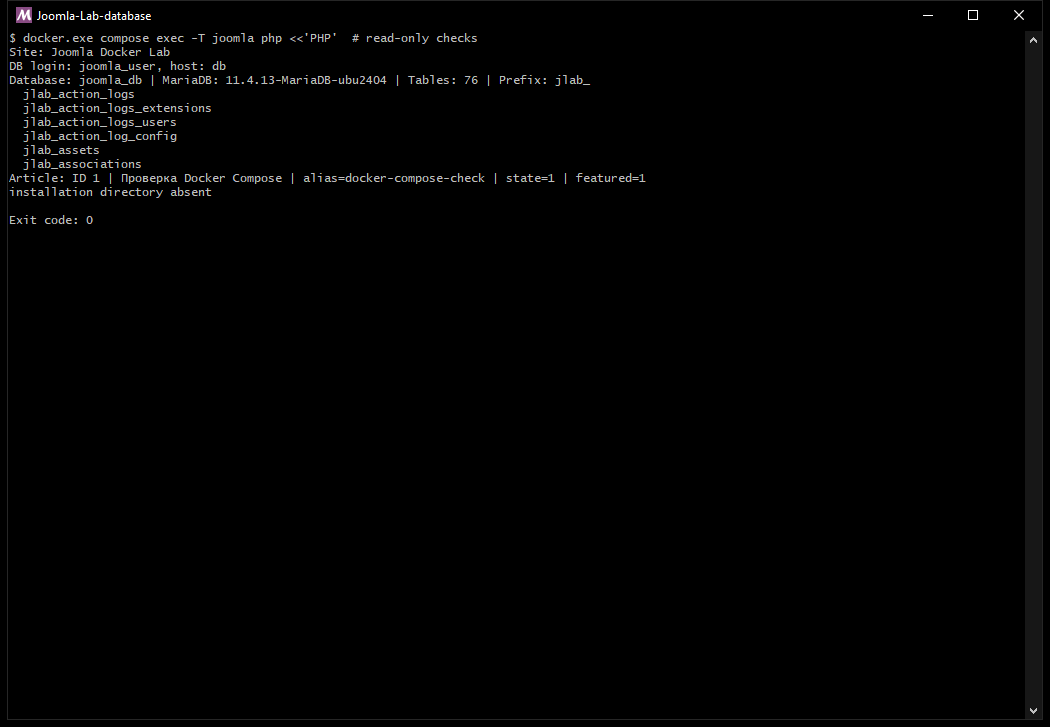 Joomla-Lab-database
$ docker.exe compose exec -T joomla php <<'PHP'  # read-only checks
Site: Joomla Docker Lab
DB login: joomla_user, host: db
Database: joomla_db | MariaDB: 11.4.13-MariaDB-ubu2404 | Tables: 76 | Prefix: jlab_
  jlab_action_logs
  jlab_action_logs_extensions
  jlab_action_logs_users
  jlab_action_log_config
  jlab_assets
  jlab_associations
Article: ID 1 | Проверка Docker Compose | alias=docker-compose-check | state=1 | featured=1
installation directory absent
Exit code: 0